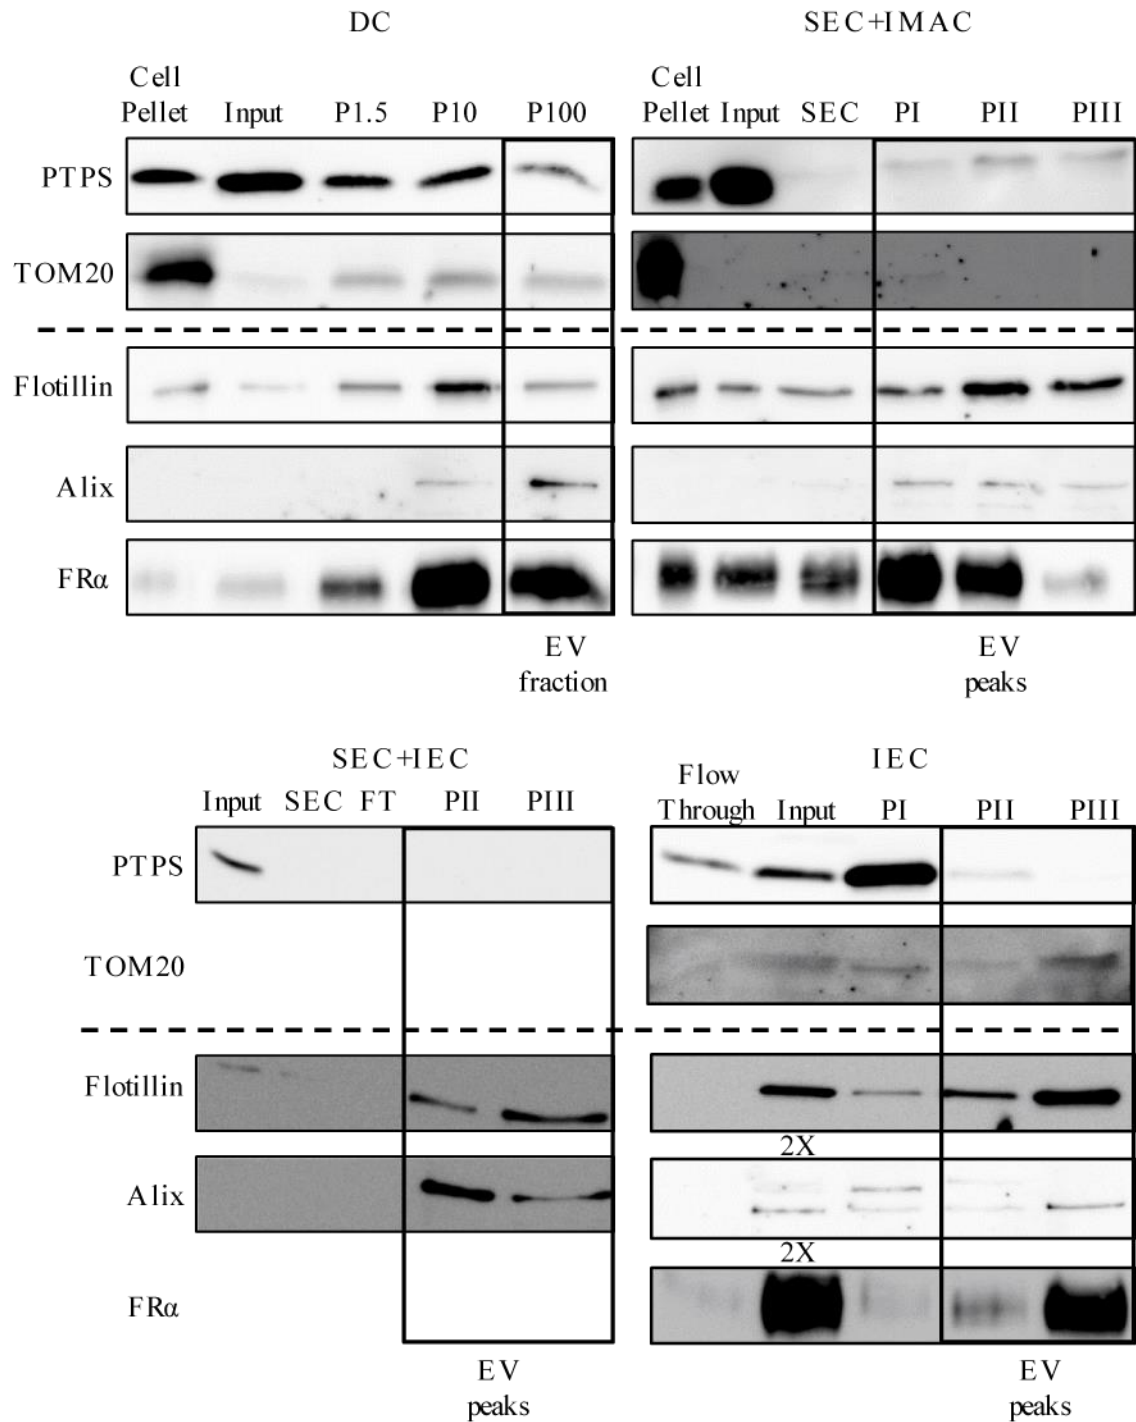 DC
SEC+IMAC
Cell
Pellet Input P1.5 P10 P100
Cell
Pellet Input SEC PI PII PIII
PTPS
TOM20
Flotillin
Alix
FRα
EV
fraction
EV
peaks
SEC+IEC
IEC
Input SEC FT PII PIII
Flow
Through Input PI PII PIII
PTPS
TOM20
Flotillin
2X
Alix
2X
FRα
EV
peaks
EV
peaks